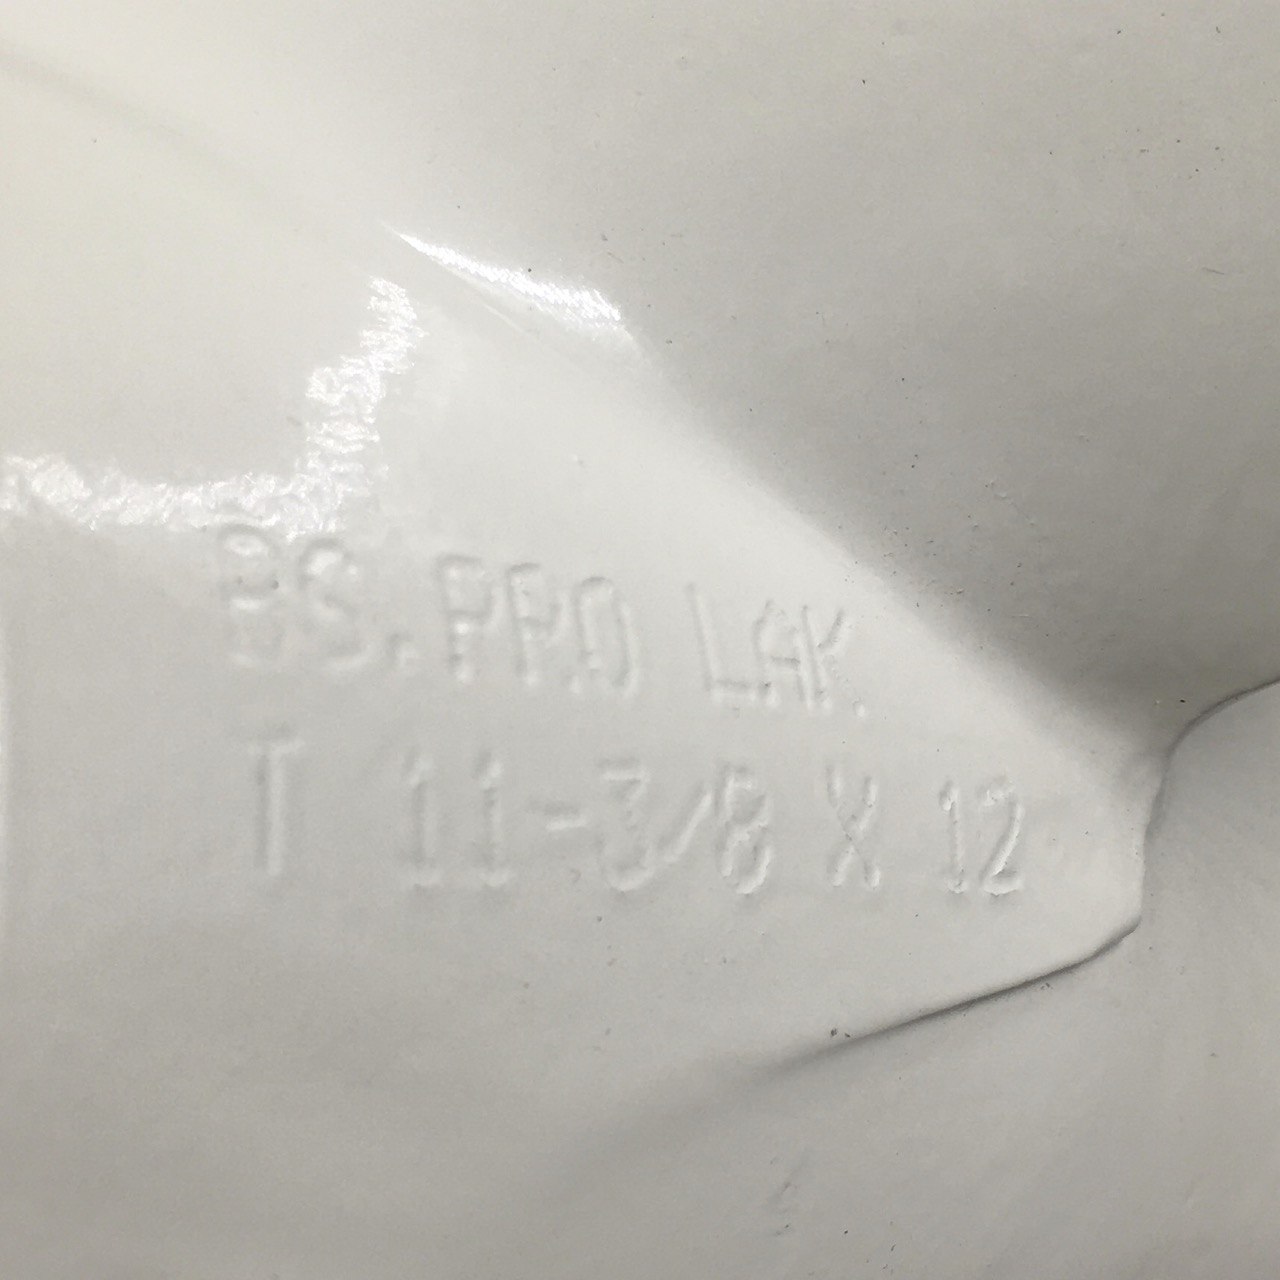 BS.PRO LAK.
T 11-3/8 X 12